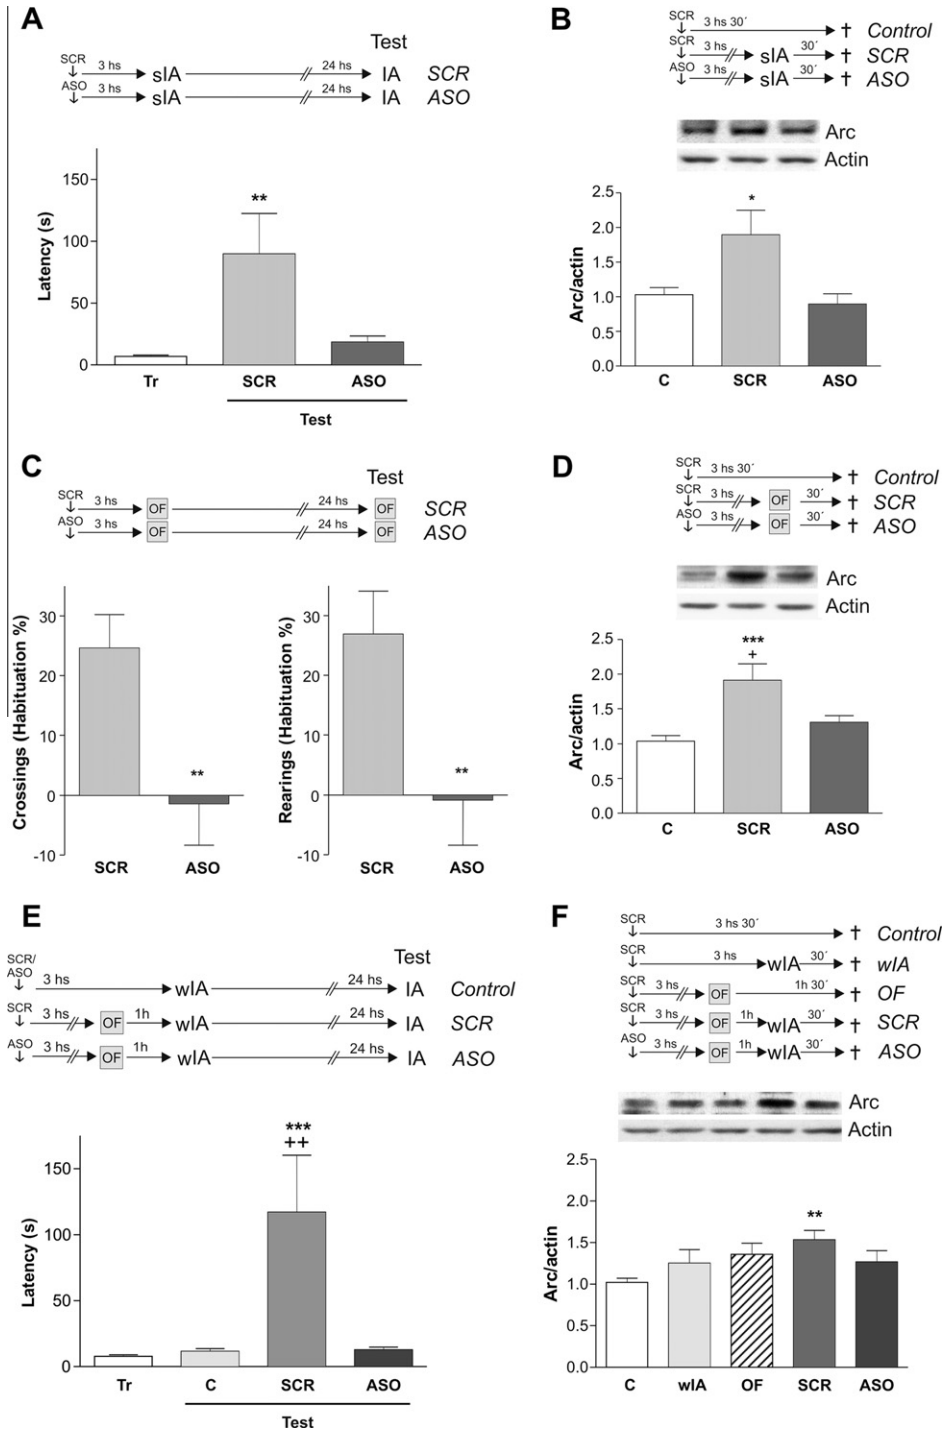 A
Test
SCR 3 hs sIA 24 hs IA SCR
ASO 3 hs sIA 24 hs IA ASO
Latency (s)
150
100
50
0
**
Tr SCR ASO
Test
B
SCR 3 hs 30´ † Control
SCR 3 hs sIA 30´ † SCR
ASO 3 hs sIA 30´ † ASO
Arc
Actin
Arc/actin
2.5
2.0
1.5
1.0
0.5
0.0
*
C SCR ASO
C
Test
SCR 3 hs OF 24 hs OF SCR
ASO 3 hs OF 24 hs OF ASO
Crossings (Habituation %)
30
20
10
0
-10
**
SCR ASO
Rearings (Habituation %)
30
20
10
0
-10
**
SCR ASO
D
SCR 3 hs 30´ † Control
SCR 3 hs OF 30´ † SCR
ASO 3 hs OF 30´ † ASO
Arc
Actin
Arc/actin
2.5
2.0
1.5
1.0
0.5
0.0
***
+
C SCR ASO
E
Test
SCR/
ASO 3 hs wIA 24 hs IA Control
SCR 3 hs OF 1h wIA 24 hs IA SCR
ASO 3 hs OF 1h wIA 24 hs IA ASO
Latency (s)
150
100
50
0
***
++
Tr C SCR ASO
Test
F
SCR 3 hs 30´ † Control
SCR 3 hs wIA 30´ † wIA
SCR 3 hs OF 1h 30´ † OF
SCR 3 hs OF 1h wIA 30´ † SCR
ASO 3 hs OF 1h wIA 30´ † ASO
Arc
Actin
Arc/actin
2.5
2.0
1.5
1.0
0.5
0.0
**
C wIA OF SCR ASO